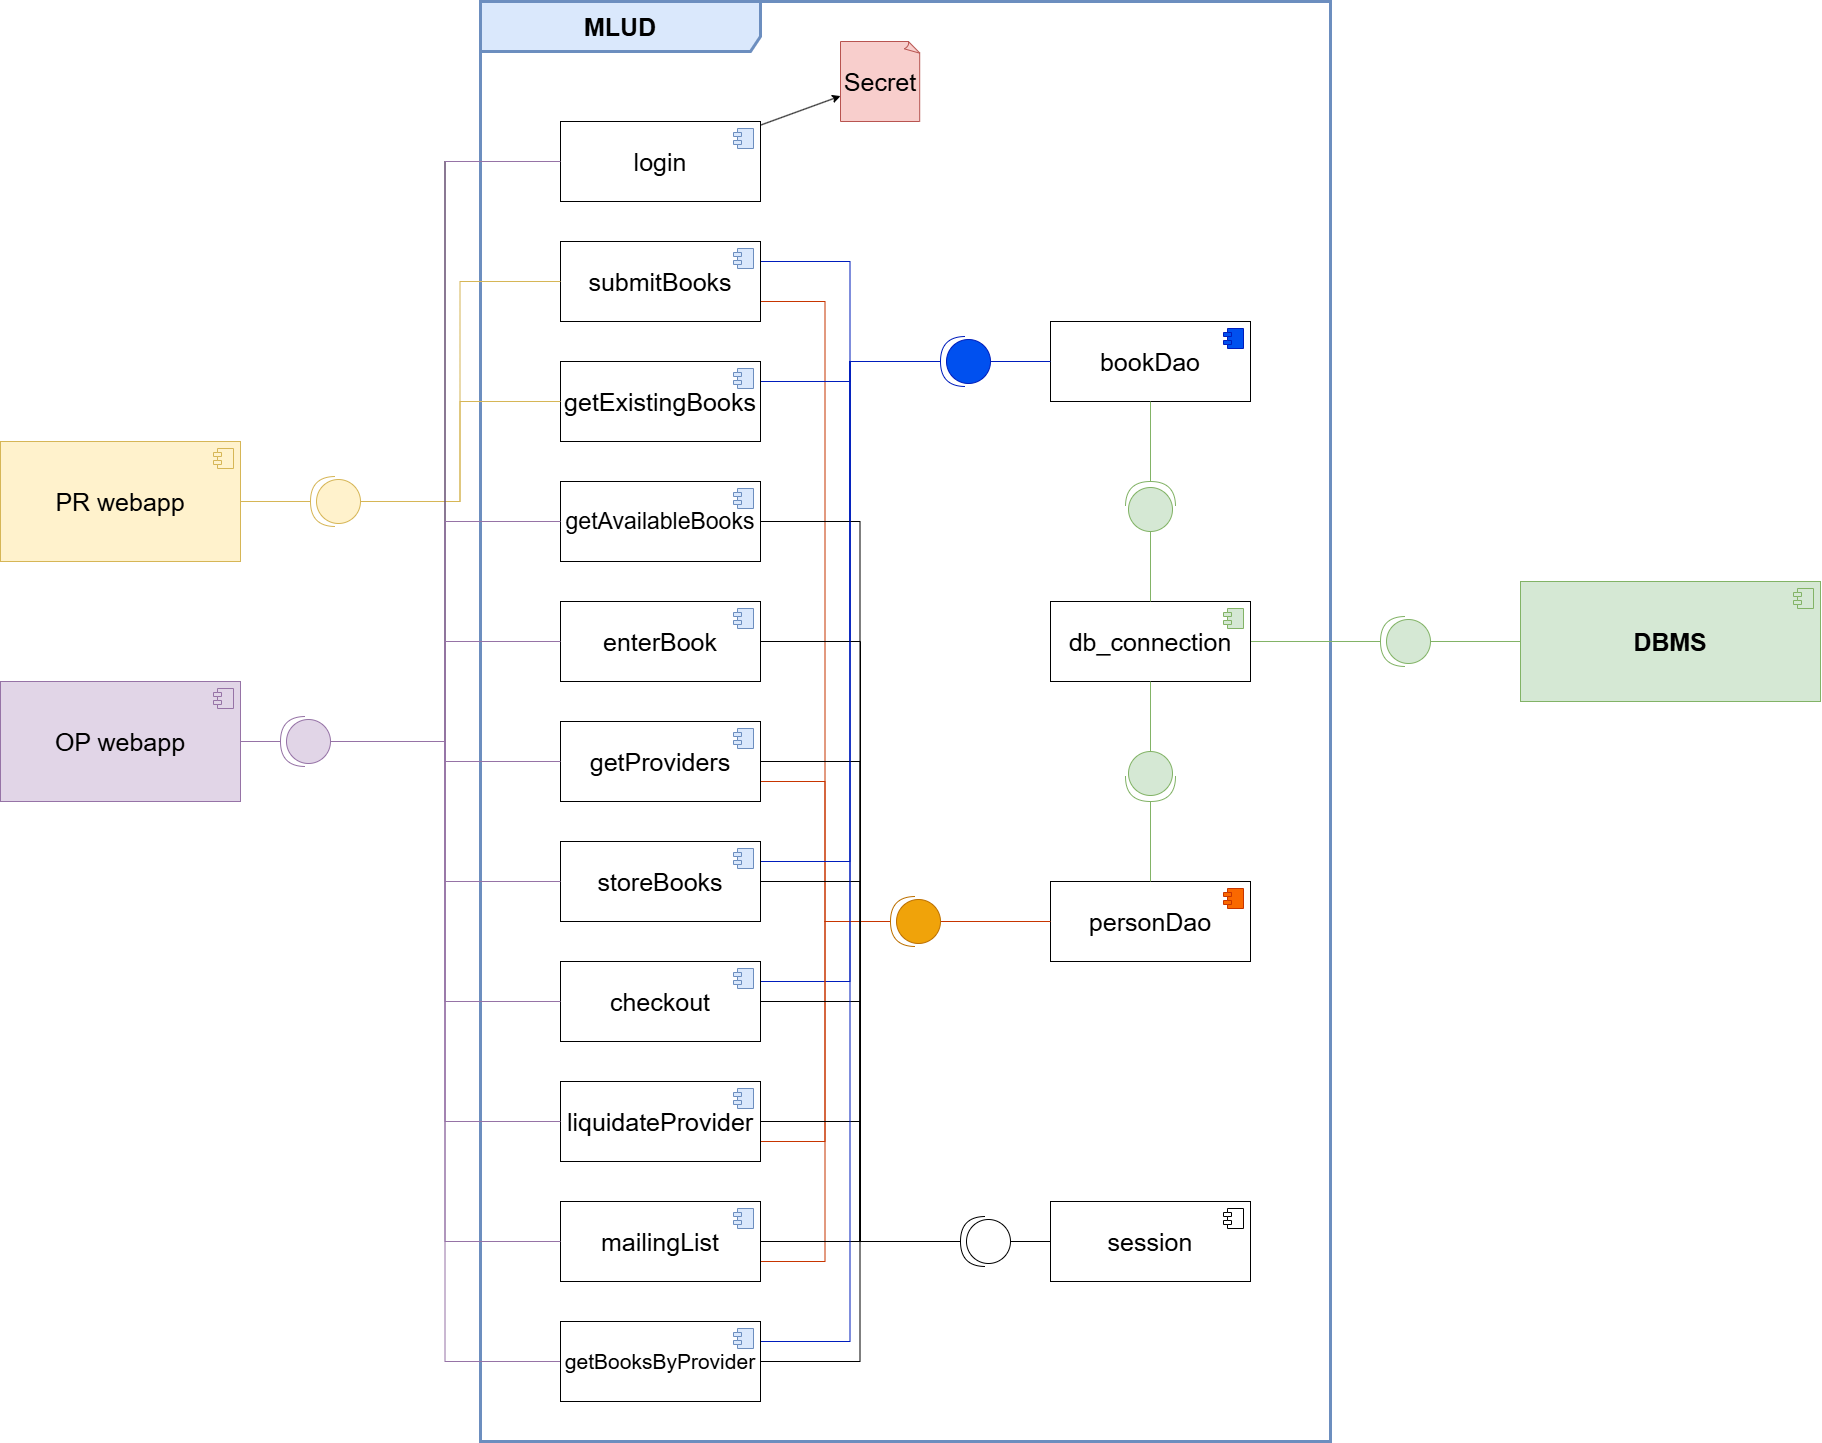 MLUD
Secret
login
submitBooks
bookDao
getExistingBooks
PR webapp
getAvailableBooks
enterBook
db_connection
DBMS
OP webapp
getProviders
storeBooks
personDao
checkout
liquidateProvider
mailingList
session
getBooksByProvider